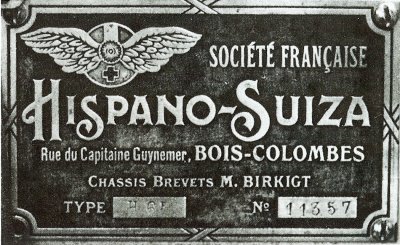 SOCIÉTÉ FRANÇAISE
HISPANO-SUIZA
Rue du Capitaine Guynemer, BOIS-COLOMBES
CHASSIS BREVETS M. BIRKIGT
TYPE
No 11357